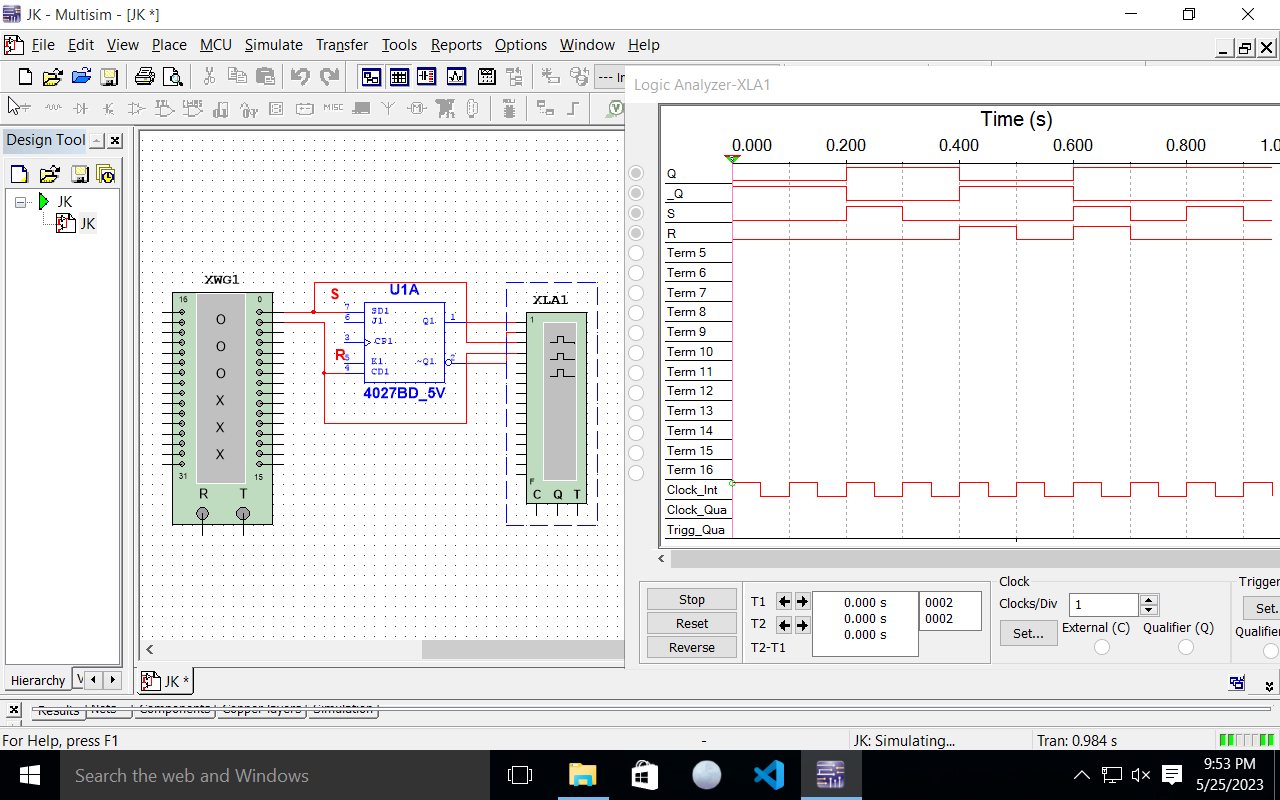 JK - Multisim - [JK *]
File Edit View Place MCU Simulate Transfer Tools Reports Options Window Help
--- In
MISC
Logic Analyzer-XLA1
Design Tool
JK
JK
XWG1
16 0
O
O
O
X
X
X
31 15
R T
S
R
U1A
7 SD1
6 J1 Q1 1
3 CP1
5 K1 ~Q1 2
4 CD1
4027BD_5V
XLA1
1
F
C Q T
Time (s)
0.000 0.200 0.400 0.600 0.800 1.0
Q
_Q
S
R
Term 5
Term 6
Term 7
Term 8
Term 9
Term 10
Term 11
Term 12
Term 13
Term 14
Term 15
Term 16
Clock_Int
Clock_Qua
Trigg_Qua
Stop
Reset
Reverse
T1 0.000 s 0002
T2 0.000 s 0002
T2-T1 0.000 s
Clock
Clocks/Div 1
Set... External (C) Qualifier (Q)
Trigger
Set.
Qualifie
Hierarchy V
JK *
Results Nets Components Copper layers Simulation
For Help, press F1 - JK: Simulating... Tran: 0.984 s
Search the web and Windows
9:53 PM
5/25/2023